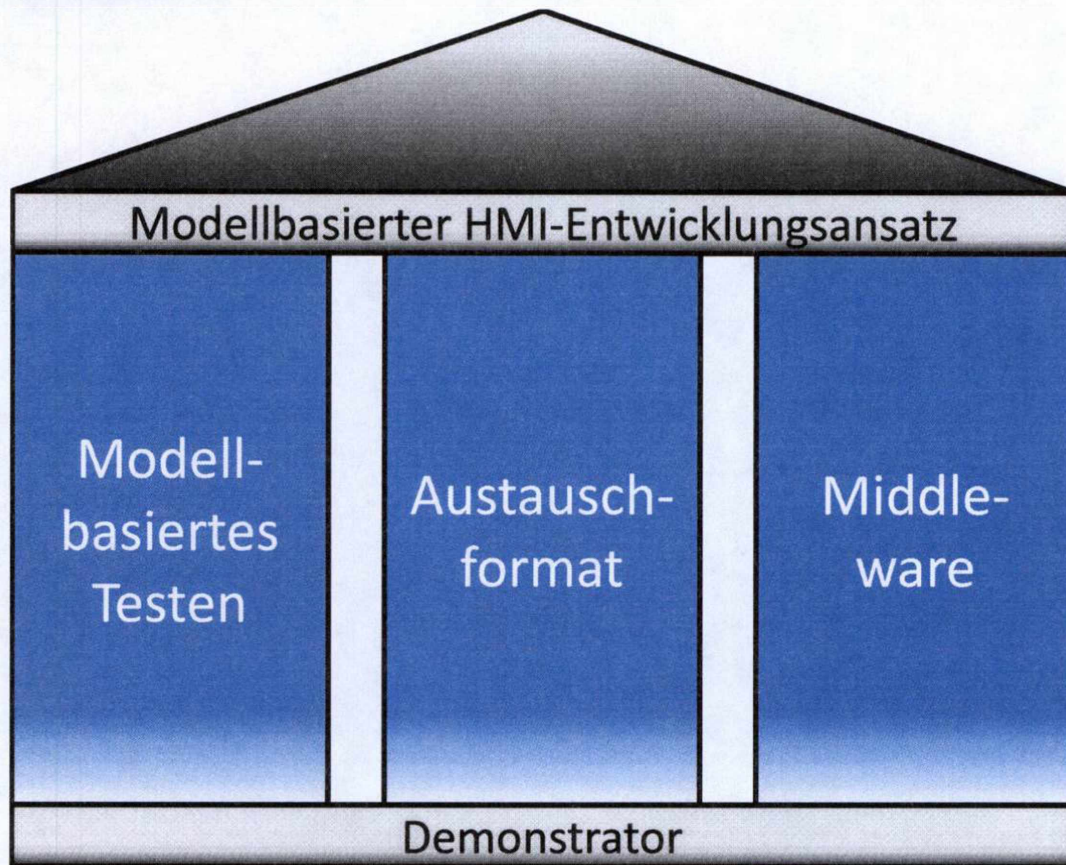 Modellbasierter HMI-Entwicklungsansatz
Modell-
basiertes
Testen
Austausch-
format
Middle-
ware
Demonstrator